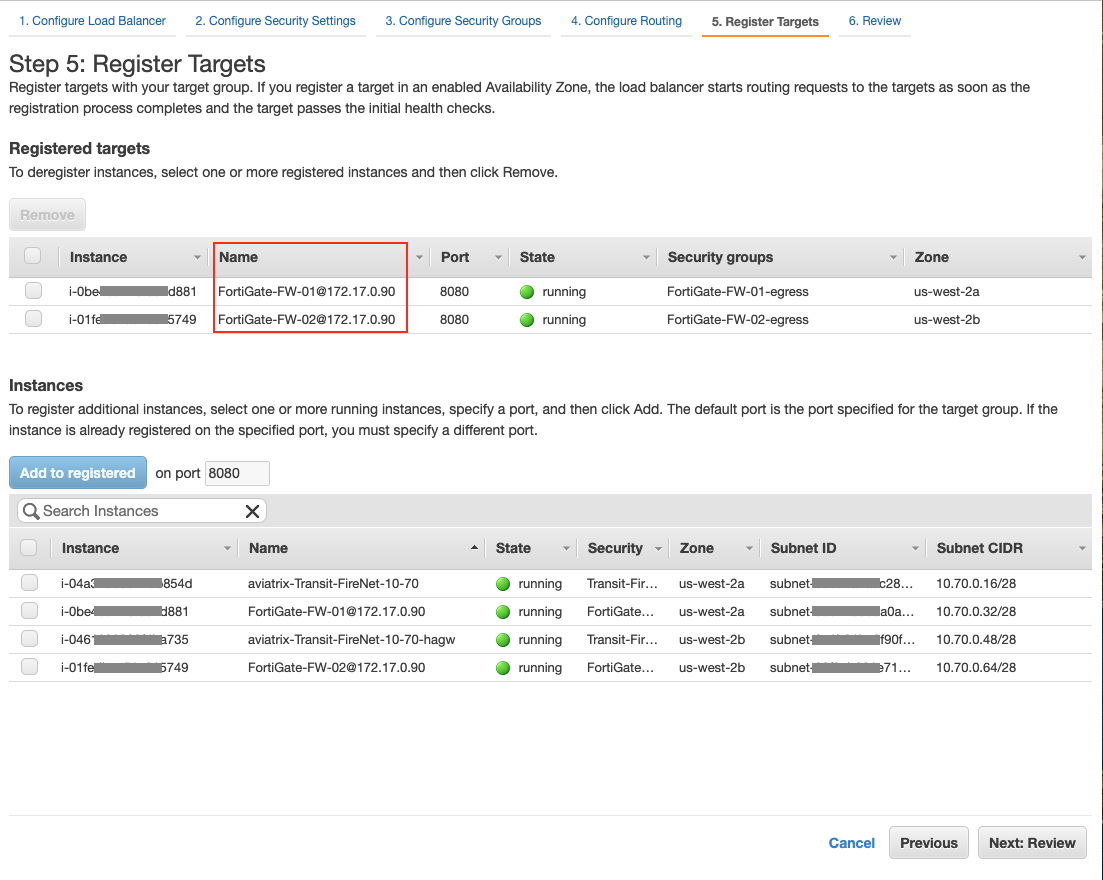 1. Configure Load Balancer 2. Configure Security Settings 3. Configure Security Groups 4. Configure Routing 5. Register Targets 6. Review
Step 5: Register Targets
Register targets with your target group. If you register a target in an enabled Availability Zone, the load balancer starts routing requests to the targets as soon as the
registration process completes and the target passes the initial health checks.
Registered targets
To deregister instances, select one or more registered instances and then click Remove.
Remove
Instance Name Port State Security groups Zone
i-0be d881 FortiGate-FW-01@172.17.0.90 8080 running FortiGate-FW-01-egress us-west-2a
i-01fe 5749 FortiGate-FW-02@172.17.0.90 8080 running FortiGate-FW-02-egress us-west-2b
Instances
To register additional instances, select one or more running instances, specify a port, and then click Add. The default port is the port specified for the target group. If the
instance is already registered on the specified port, you must specify a different port.
Add to registered on port 8080
Search Instances
Instance Name State Security Zone Subnet ID Subnet CIDR
i-04a 854d aviatrix-Transit-FireNet-10-70 running Transit-Fir... us-west-2a subnet- c28... 10.70.0.16/28
i-0be d881 FortiGate-FW-01@172.17.0.90 running FortiGate... us-west-2a subnet- a0a... 10.70.0.32/28
i-046 a735 aviatrix-Transit-FireNet-10-70-hagw running Transit-Fir... us-west-2b subnet- f90f... 10.70.0.48/28
i-01fe 5749 FortiGate-FW-02@172.17.0.90 running FortiGate... us-west-2b subnet- e71... 10.70.0.64/28
Cancel Previous Next: Review